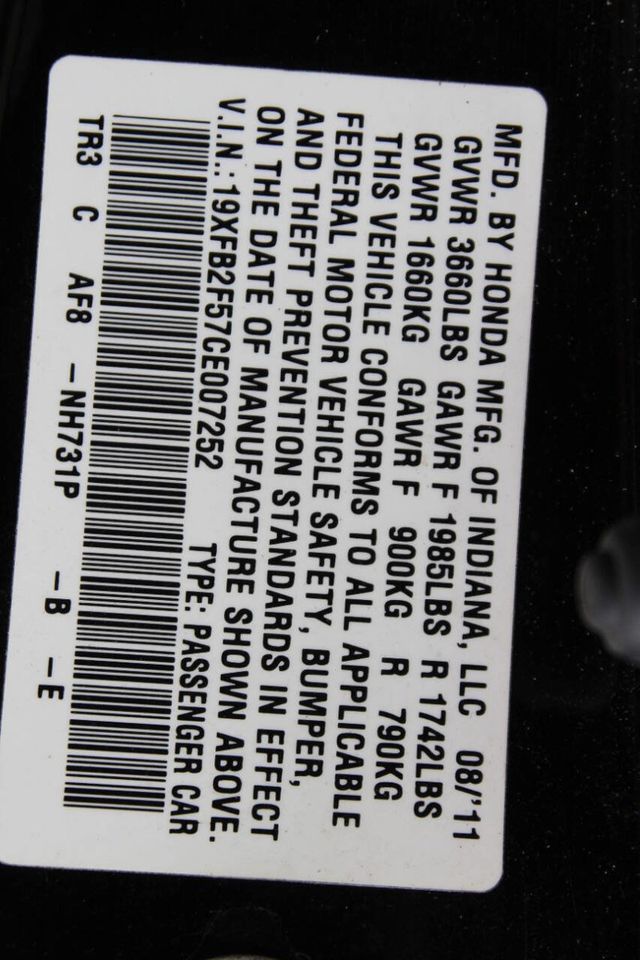 MFD. BY HONDA MFG. OF INDIANA, LLC 08/'11
GVWR 3660LBS GAWR F 1985LBS R 1742LBS
GVWR 1660KG GAWR F 900KG R 790KG
THIS VEHICLE CONFORMS TO ALL APPLICABLE
FEDERAL MOTOR VEHICLE SAFETY, BUMPER,
AND THEFT PREVENTION STANDARDS IN EFFECT
ON THE DATE OF MANUFACTURE SHOWN ABOVE.
V.I.N.:19XFB2F57CE007252 TYPE: PASSENGER CAR
TR3 C AF8 -NH731P -B -E